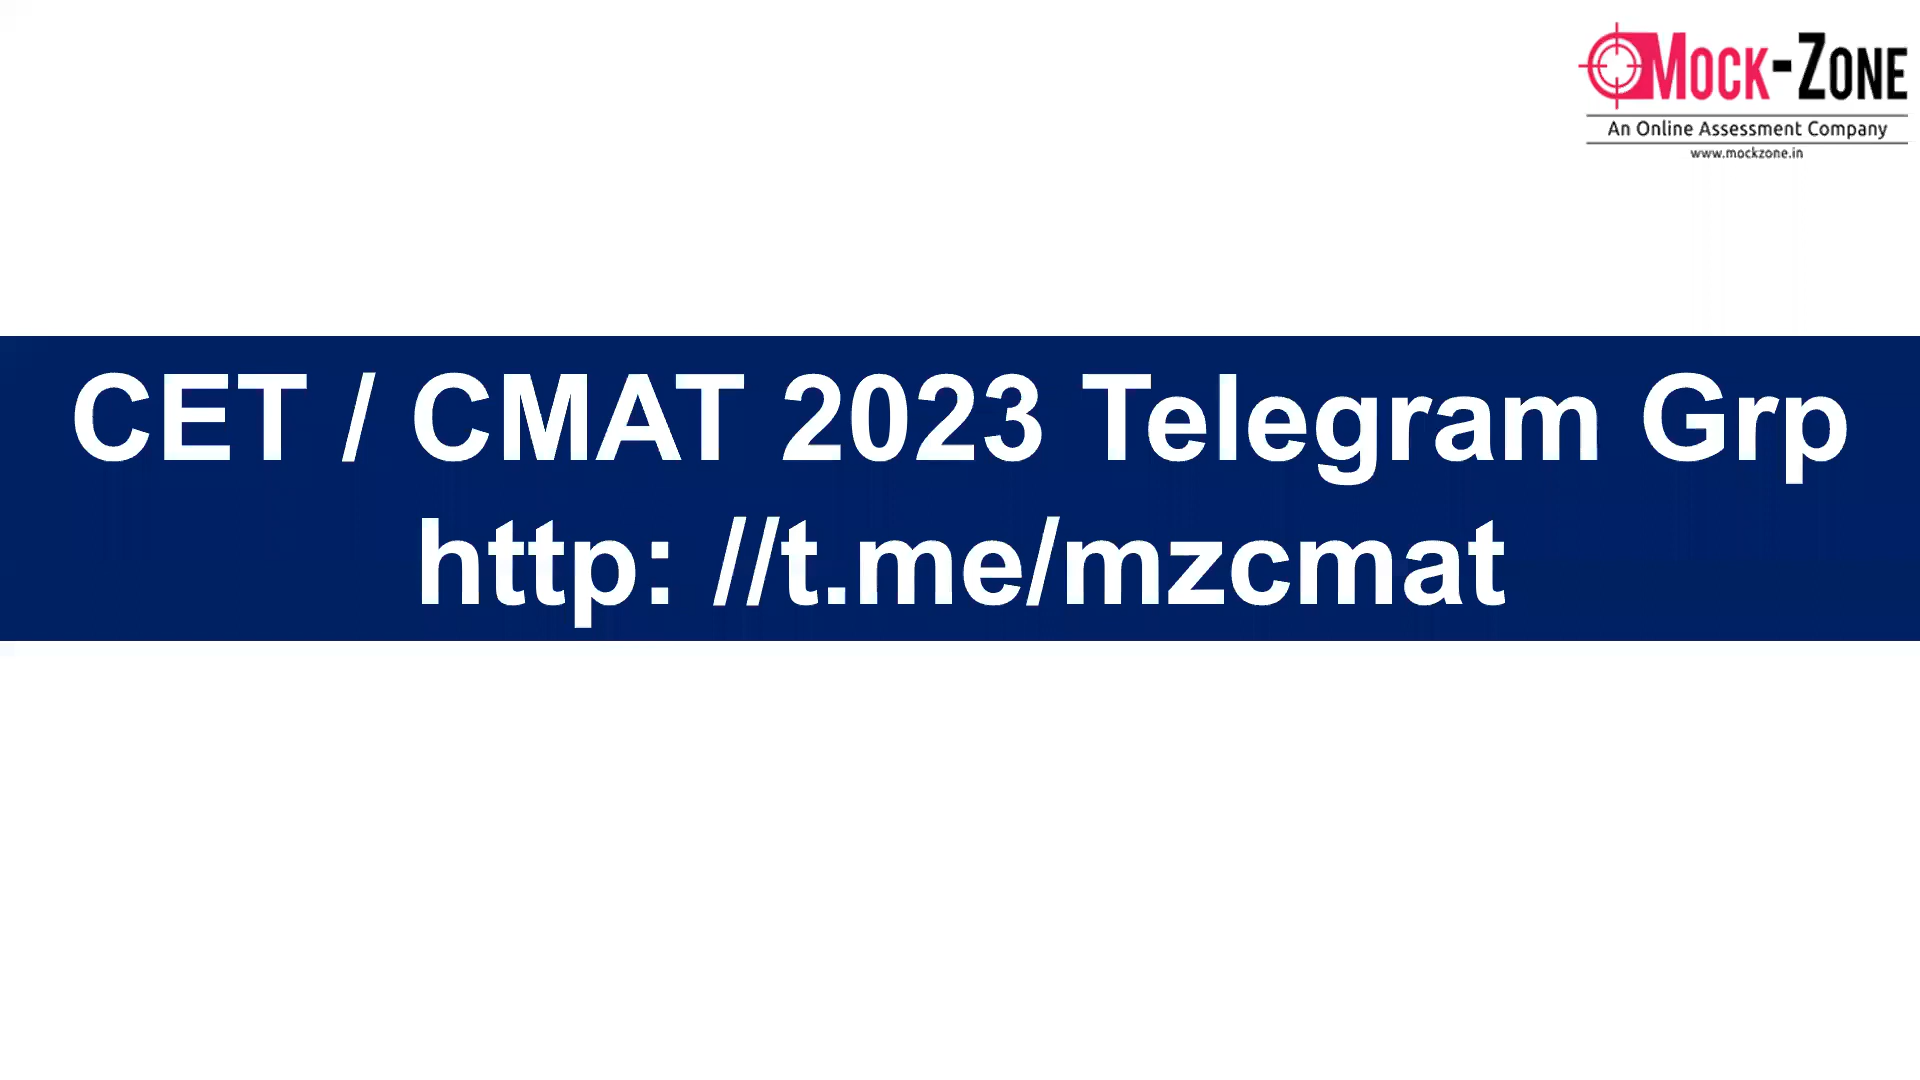 MOCK-ZONE
An Online Assessment Company
www.mockzone.in
CET / CMAT 2023 Telegram Grp
http: //t.me/mzcmat